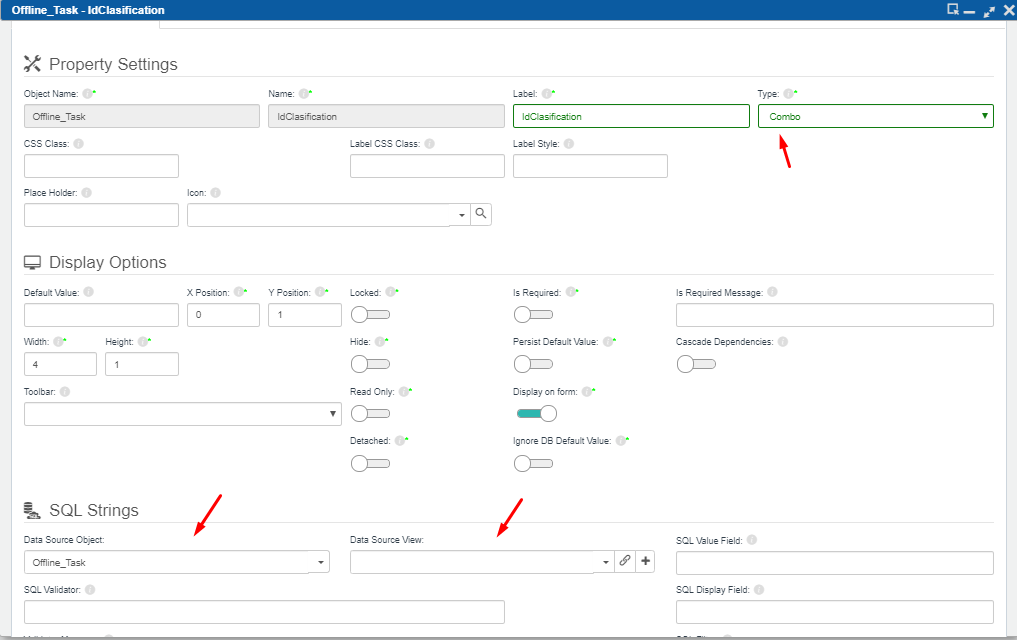 Offline_Task - IdClasification
Property Settings
Object Name: Name: Label: Type:
Offline_Task IdClasification IdClasification Combo
CSS Class: Label CSS Class: Label Style:
Place Holder: Icon:
Display Options
Default Value: X Position: Y Position: Locked: Is Required: Is Required Message:
0 1
Width: Height: Hide: Persist Default Value: Cascade Dependencies:
4 1
Toolbar: Read Only: Display on form:
Detached: Ignore DB Default Value:
SQL Strings
Data Source Object: Data Source View: SQL Value Field:
Offline_Task
SQL Validator: SQL Display Field: